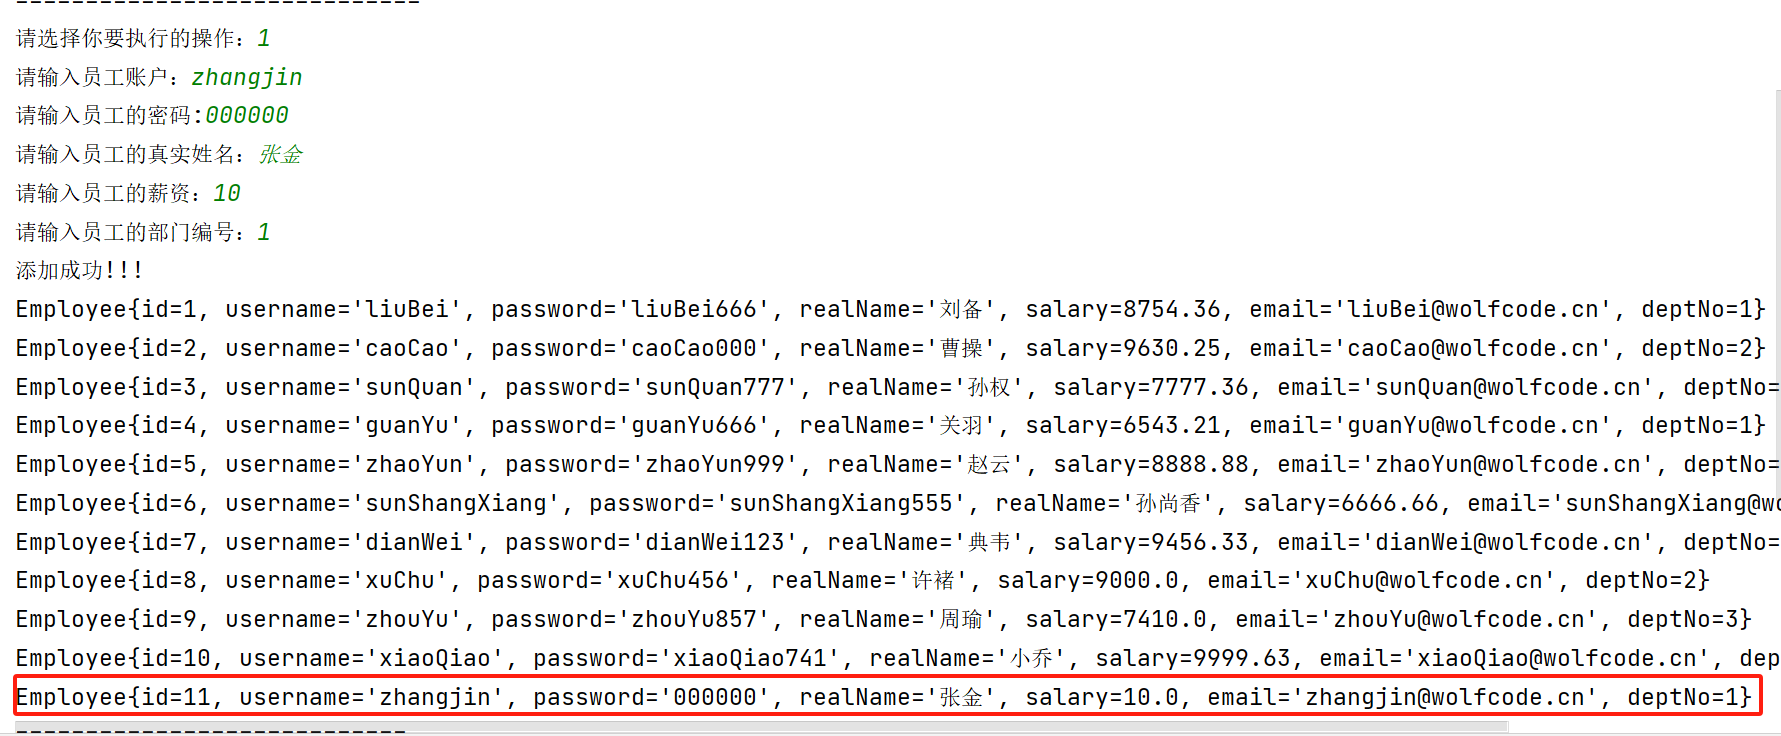 ------------------------------
请选择你要执行的操作：1
请输入员工账户：zhangjin
请输入员工的密码:000000
请输入员工的真实姓名：张金
请输入员工的薪资：10
请输入员工的部门编号：1
添加成功!!!
Employee{id=1, username='liuBei', password='liuBei666', realName='刘备', salary=8754.36, email='liuBei@wolfcode.cn', deptNo=1}
Employee{id=2, username='caoCao', password='caoCao000', realName='曹操', salary=9630.25, email='caoCao@wolfcode.cn', deptNo=2}
Employee{id=3, username='sunQuan', password='sunQuan777', realName='孙权', salary=7777.36, email='sunQuan@wolfcode.cn', deptNo=
Employee{id=4, username='guanYu', password='guanYu666', realName='关羽', salary=6543.21, email='guanYu@wolfcode.cn', deptNo=1}
Employee{id=5, username='zhaoYun', password='zhaoYun999', realName='赵云', salary=8888.88, email='zhaoYun@wolfcode.cn', deptNo=
Employee{id=6, username='sunShangXiang', password='sunShangXiang555', realName='孙尚香', salary=6666.66, email='sunShangXiang@wo
Employee{id=7, username='dianWei', password='dianWei123', realName='典韦', salary=9456.33, email='dianWei@wolfcode.cn', deptNo=
Employee{id=8, username='xuChu', password='xuChu456', realName='许褚', salary=9000.0, email='xuChu@wolfcode.cn', deptNo=2}
Employee{id=9, username='zhouYu', password='zhouYu857', realName='周瑜', salary=7410.0, email='zhouYu@wolfcode.cn', deptNo=3}
Employee{id=10, username='xiaoQiao', password='xiaoQiao741', realName='小乔', salary=9999.63, email='xiaoQiao@wolfcode.cn', dep
Employee{id=11, username='zhangjin', password='000000', realName='张金', salary=10.0, email='zhangjin@wolfcode.cn', deptNo=1}
----------------------------